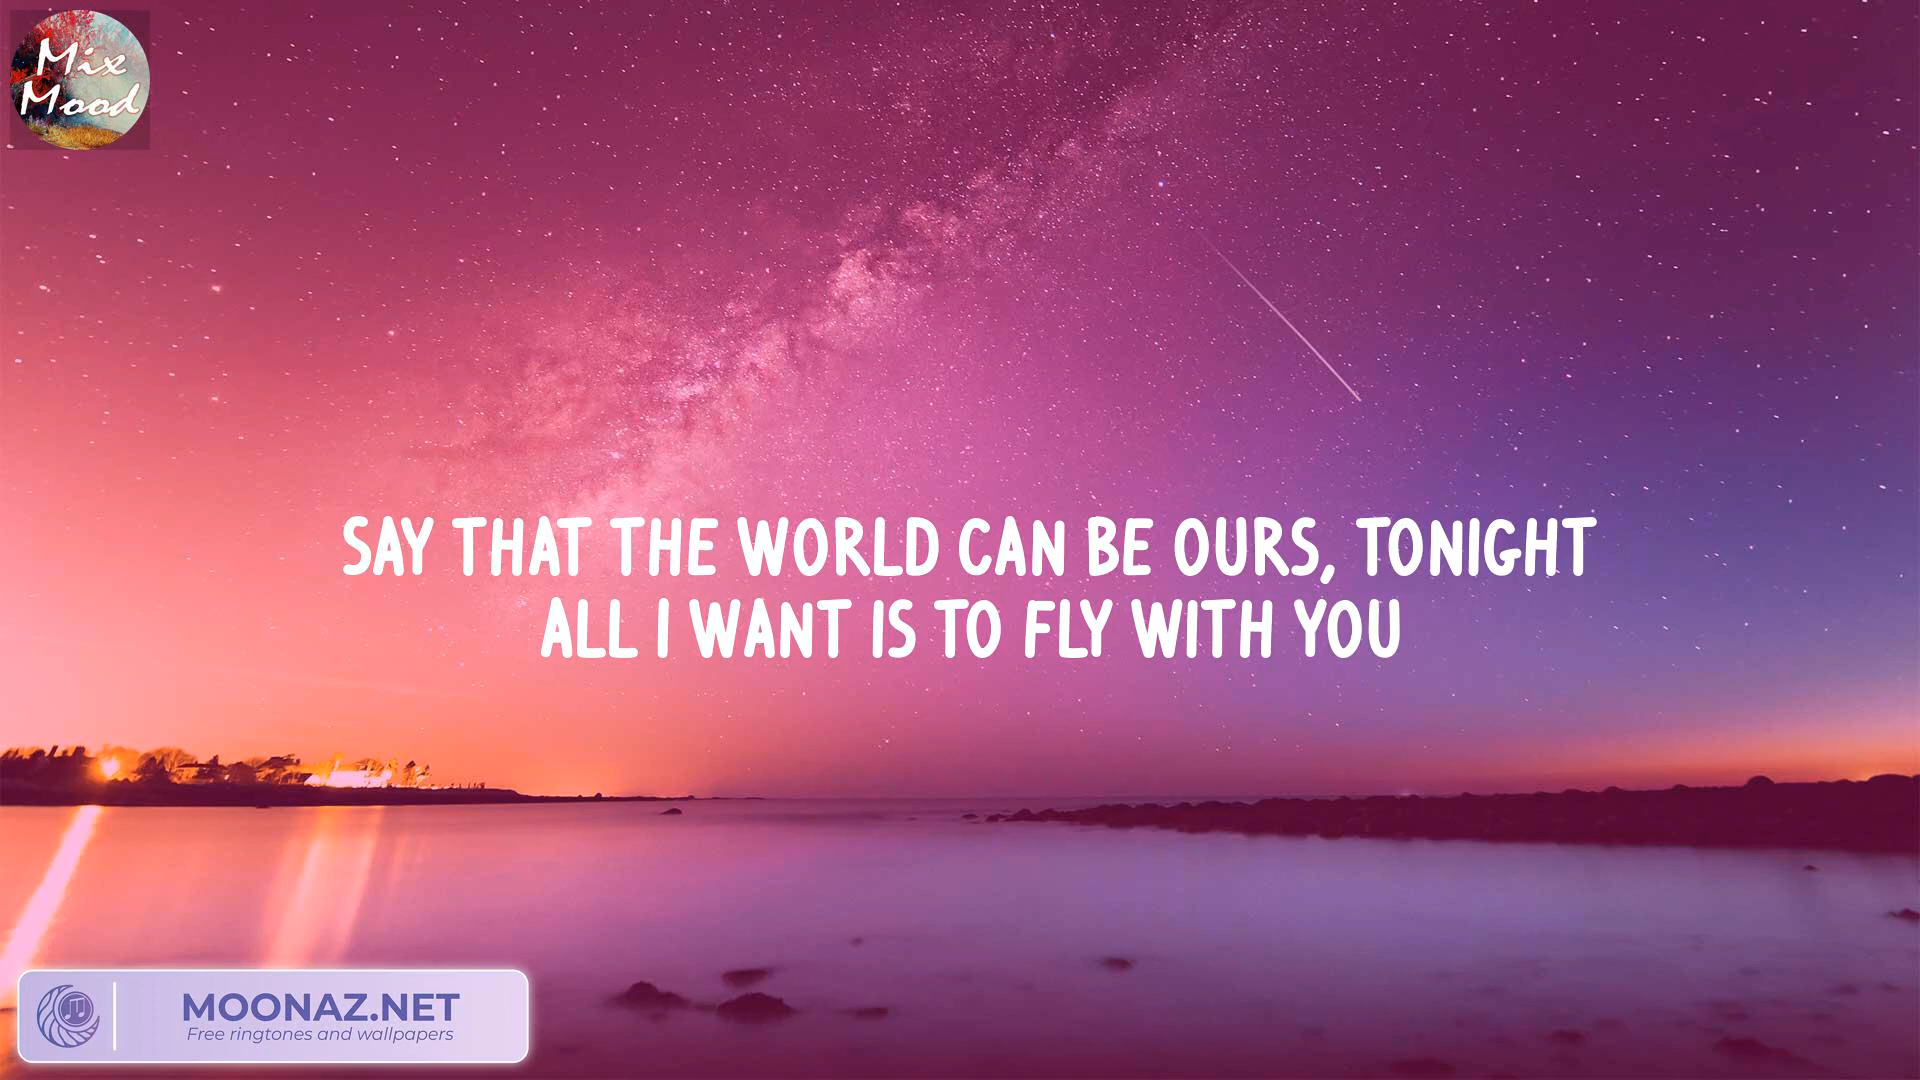 Mix
Mood
SAY THAT THE WORLD CAN BE OURS, TONIGHT
ALL I WANT IS TO FLY WITH YOU
MOONAZ.NET
Free ringtones and wallpapers